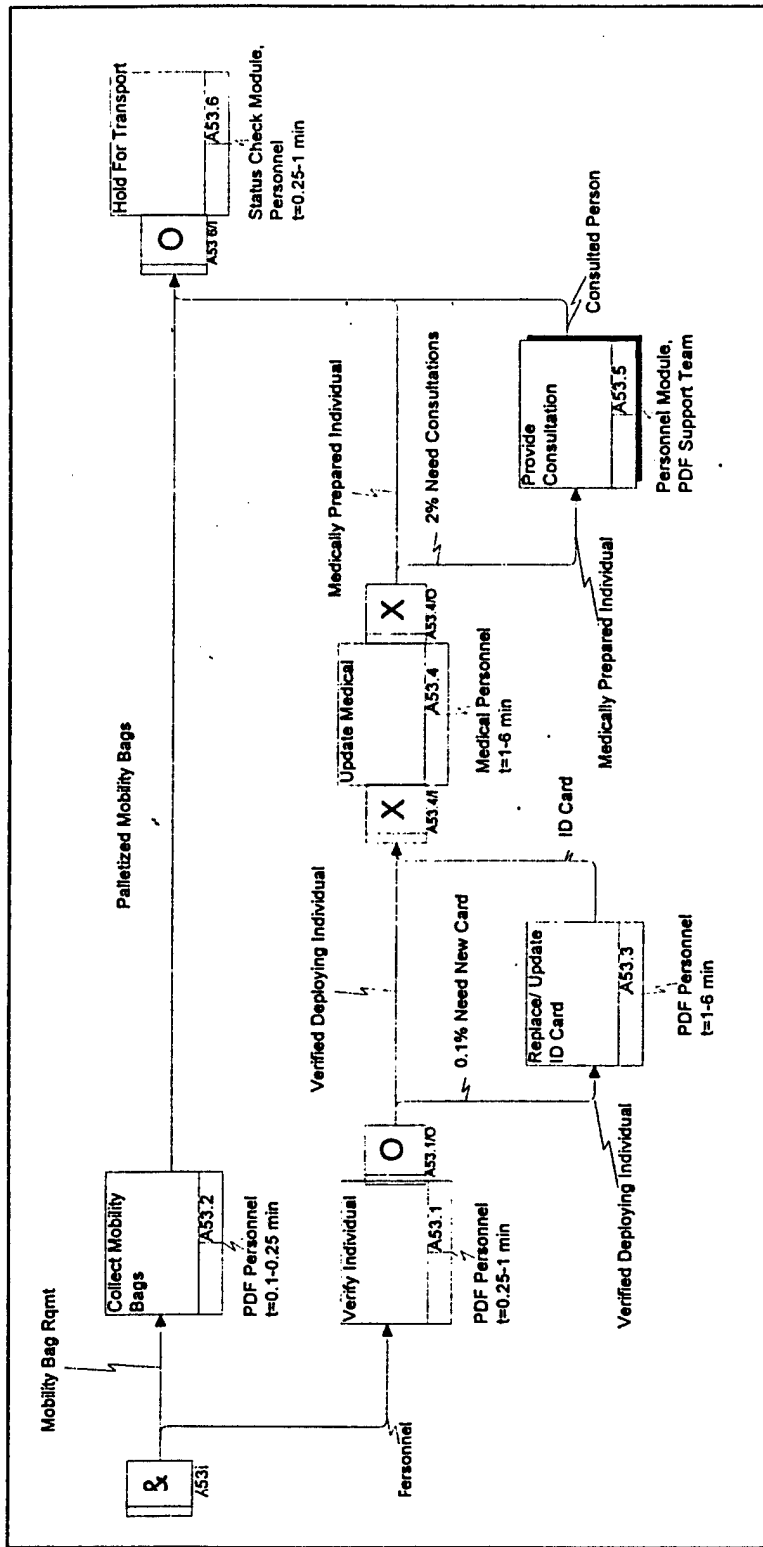 Mobility Bag Rqmt
A53i
Personnel
Collect Mobility
Bags
A53.2
PDF Personnel
t=0.1-0.25 min
Palletized Mobility Bags
Verify Individual
A53.1
PDF Personnel
t=0.25-1 min
O
A53.1/O
Verified Deploying Individual
0.1% Need New Card
Verified Deploying Individual
Replace/ Update
ID Card
A53.3
PDF Personnel
t=1-6 min
ID Card
X
A53.4/I
Update Medical
A53.4
Medical Personnel
t=1-6 min
X
A53.4/O
Medically Prepared Individual
2% Need Consultations
Medically Prepared Individual
Provide
Consultation
A53.5
Personnel Module,
PDF Support Team
Consulted Person
O
A53 6/I
Hold For Transport
A53.6
Status Check Module,
Personnel
t=0.25-1 min